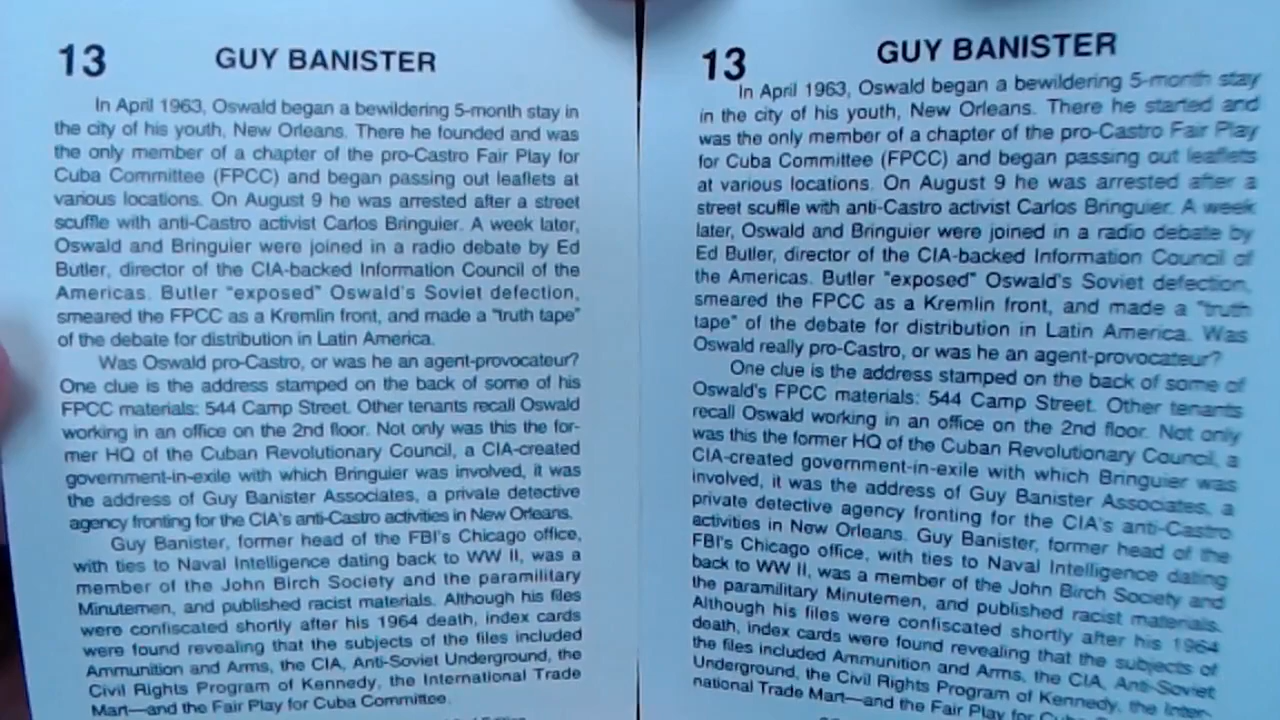 13 GUY BANISTER
In April 1963, Oswald began a bewildering 5-month stay in
the city of his youth, New Orleans. There he founded and was
the only member of a chapter of the pro-Castro Fair Play for
Cuba Committee (FPCC) and began passing out leaflets at
various locations. On August 9 he was arrested after a street
scuffle with anti-Castro activist Carlos Bringuier. A week later,
Oswald and Bringuier were joined in a radio debate by Ed
Butler, director of the CIA-backed Information Council of the
Americas. Butler "exposed" Oswald's Soviet defection,
smeared the FPCC as a Kremlin front, and made a "truth tape"
of the debate for distribution in Latin America.
Was Oswald pro-Castro, or was he an agent-provocateur?
One clue is the address stamped on the back of some of his
FPCC materials: 544 Camp Street. Other tenants recall Oswald
working in an office on the 2nd floor. Not only was this the for-
mer HQ of the Cuban Revolutionary Council, a CIA-created
government-in-exile with which Bringuier was involved, it was
the address of Guy Banister Associates, a private detective
agency fronting for the CIA's anti-Castro activities in New Orleans.
Guy Banister, former head of the FBI's Chicago office,
with ties to Naval Intelligence dating back to WW II, was a
member of the John Birch Society and the paramilitary
Minutemen, and published racist materials. Although his files
were confiscated shortly after his 1964 death, index cards
were found revealing that the subjects of the files included
Ammunition and Arms, the CIA, Anti-Soviet Underground, the
Civil Rights Program of Kennedy, the International Trade
Mart—and the Fair Play for Cuba Committee.
13 GUY BANISTER
In April 1963, Oswald began a bewildering 5-month stay
in the city of his youth, New Orleans. There he started and
was the only member of a chapter of the pro-Castro Fair Play
for Cuba Committee (FPCC) and began passing out leaflets
at various locations. On August 9 he was arrested after a
street scuffle with anti-Castro activist Carlos Bringuier. A week
later, Oswald and Bringuier were joined in a radio debate by
Ed Butler, director of the CIA-backed Information Council of
the Americas. Butler "exposed" Oswald's Soviet defection,
smeared the FPCC as a Kremlin front, and made a "truth
tape" of the debate for distribution in Latin America. Was
Oswald really pro-Castro, or was he an agent-provocateur?
One clue is the address stamped on the back of some of
Oswald's FPCC materials: 544 Camp Street. Other tenants
recall Oswald working in an office on the 2nd floor. Not only
was this the former HQ of the Cuban Revolutionary Council, a
CIA-created government-in-exile with which Bringuier was
involved, it was the address of Guy Banister Associates, a
private detective agency fronting for the CIA's anti-Castro
activities in New Orleans. Guy Banister, former head of the
FBI's Chicago office, with ties to Naval Intelligence dating
back to WW II, was a member of the John Birch Society and
the paramilitary Minutemen, and published racist materials.
Although his files were confiscated shortly after his 1964
death, index cards were found revealing that the subjects of
the files included Ammunition and Arms, the CIA, Anti-Soviet
Underground, the Civil Rights Program of Kennedy, the Inter-
national Trade Mart—and the Fair Play for